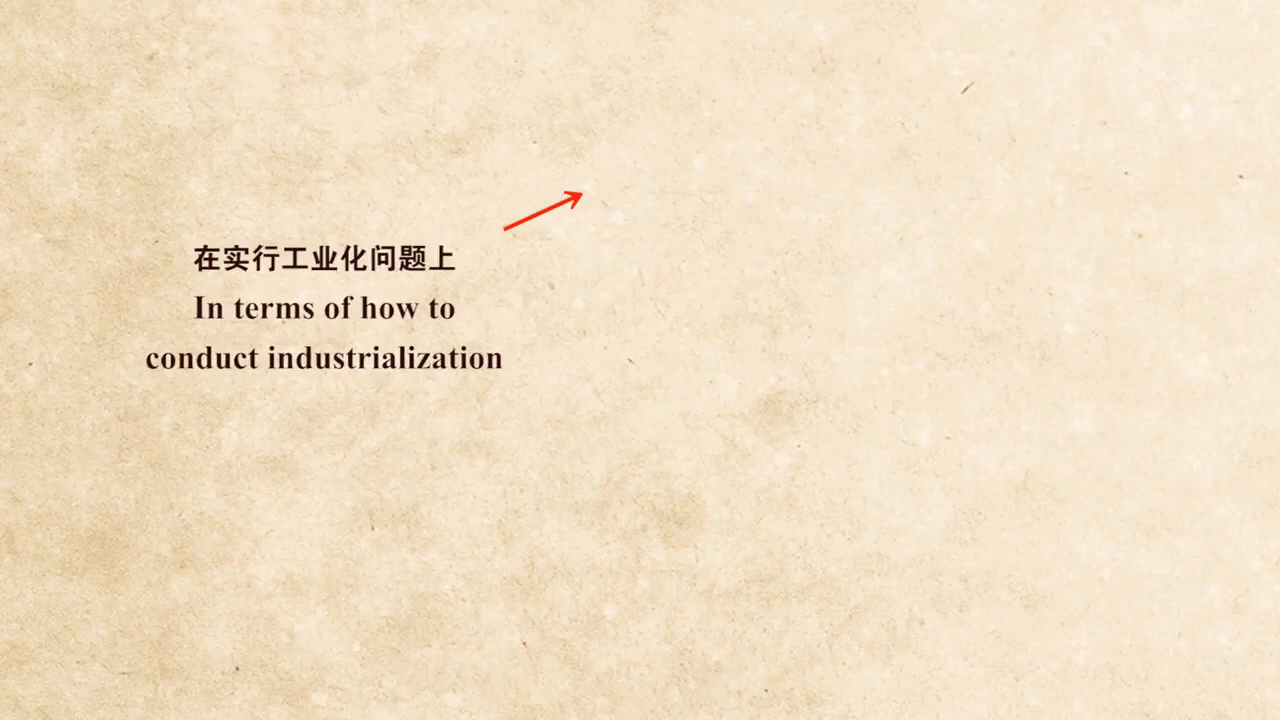 在实行工业化问题上
In terms of how to
conduct industrialization